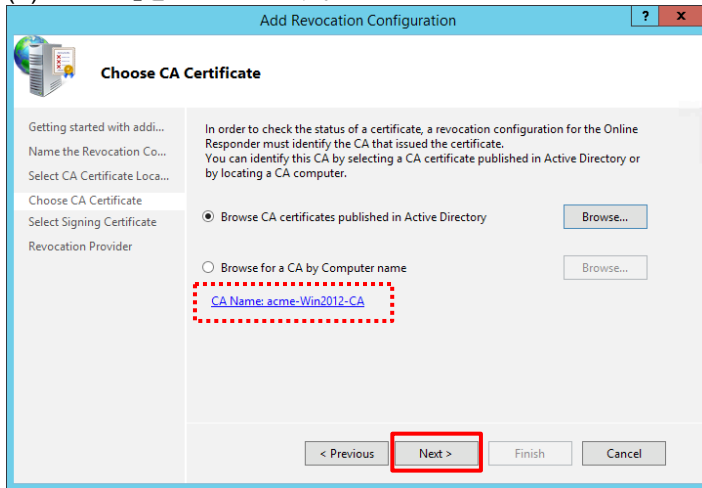 Add Revocation Configuration
?
x
Choose CA Certificate
Getting started with addi...
Name the Revocation Co...
Select CA Certificate Loca...
Choose CA Certificate
Select Signing Certificate
Revocation Provider
In order to check the status of a certificate, a revocation configuration for the Online
Responder must identify the CA that issued the certificate.
You can identify this CA by selecting a CA certificate published in Active Directory or
by locating a CA computer.
Browse CA certificates published in Active Directory
Browse...
Browse for a CA by Computer name
Browse...
CA Name: acme-Win2012-CA
< Previous
Next >
Finish
Cancel